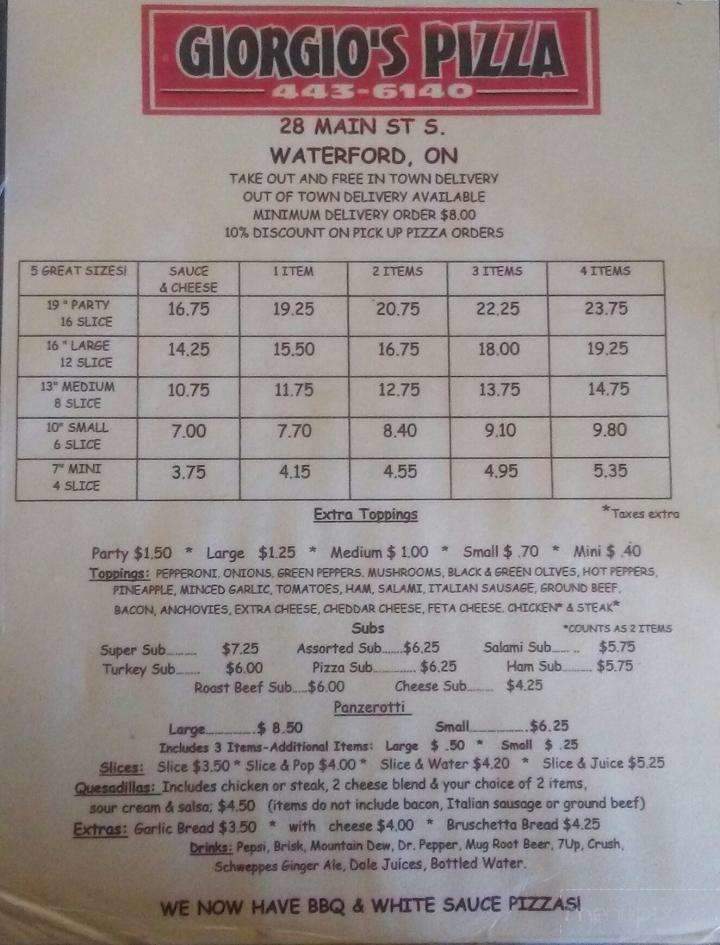 GIORGIO'S PIZZA
443-6140
28 MAIN ST S.
WATERFORD, ON
TAKE OUT AND FREE IN TOWN DELIVERY
OUT OF TOWN DELIVERY AVAILABLE
MINIMUM DELIVERY ORDER $8.00
10% DISCOUNT ON PICK UP PIZZA ORDERS
5 GREAT SIZES! SAUCE & CHEESE 1 ITEM 2 ITEMS 3 ITEMS 4 ITEMS
19 " PARTY 16 SLICE 16.75 19.25 20.75 22.25 23.75
16 " LARGE 12 SLICE 14.25 15.50 16.75 18.00 19.25
13" MEDIUM 8 SLICE 10.75 11.75 12.75 13.75 14.75
10" SMALL 6 SLICE 7.00 7.70 8.40 9.10 9.80
7" MINI 4 SLICE 3.75 4.15 4.55 4.95 5.35
Extra Toppings *Taxes extra
Party $1.50 * Large $1.25 * Medium $ 1.00 * Small $ .70 * Mini $ .40
Toppings: PEPPERONI, ONIONS, GREEN PEPPERS, MUSHROOMS, BLACK & GREEN OLIVES, HOT PEPPERS,
PINEAPPLE, MINCED GARLIC, TOMATOES, HAM, SALAMI, ITALIAN SAUSAGE, GROUND BEEF,
BACON, ANCHOVIES, EXTRA CHEESE, CHEDDAR CHEESE, FETA CHEESE, CHICKEN* & STEAK*
Subs *COUNTS AS 2 ITEMS
Super Sub.......... $7.25 Assorted Sub.......$6.25 Salami Sub...... .. $5.75
Turkey Sub........ $6.00 Pizza Sub.............. $6.25 Ham Sub.......... $5.75
Roast Beef Sub.....$6.00 Cheese Sub......... $4.25
Panzerotti
Large................$ 8.50 Small...................$6.25
Includes 3 Items-Additional Items: Large $ .50 * Small $ .25
Slices: Slice $3.50 * Slice & Pop $4.00 * Slice & Water $4.20 * Slice & Juice $5.25
Quesadillas: Includes chicken or steak, 2 cheese blend & your choice of 2 items,
sour cream & salsa; $4.50 (items do not include bacon, Italian sausage or ground beef)
Extras: Garlic Bread $3.50 * with cheese $4.00 * Bruschetta Bread $4.25
Drinks: Pepsi, Brisk, Mountain Dew, Dr. Pepper, Mug Root Beer, 7Up, Crush,
Schweppes Ginger Ale, Dole Juices, Bottled Water.
WE NOW HAVE BBQ & WHITE SAUCE PIZZAS!